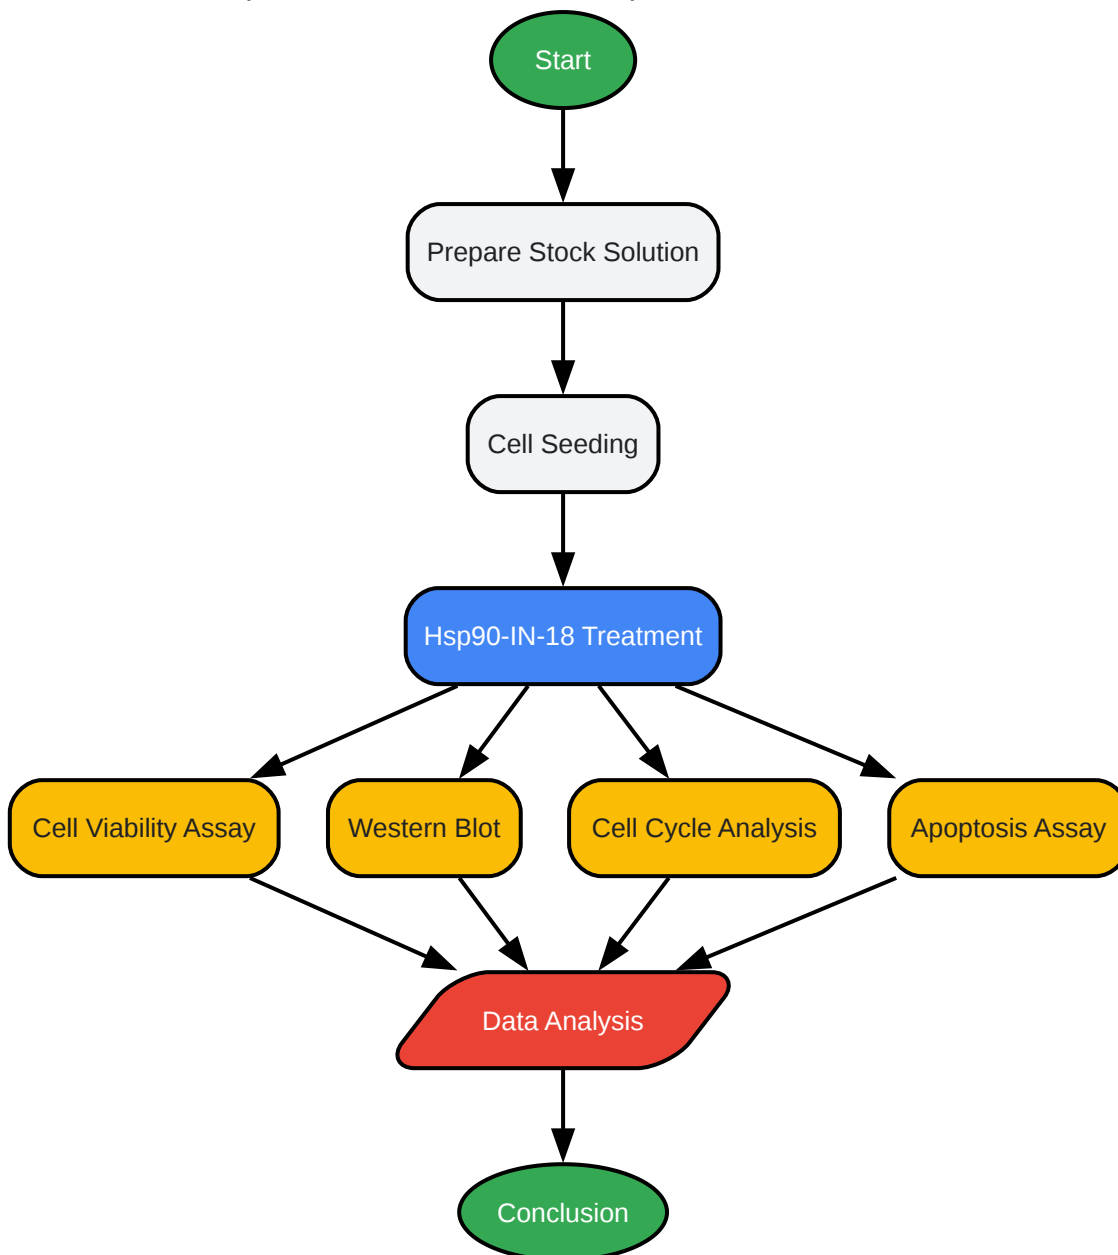 Start
Prepare Stock Solution
Cell Seeding
Hsp90-IN-18 Treatment
Cell Viability Assay
Western Blot
Cell Cycle Analysis
Apoptosis Assay
Data Analysis
Conclusion